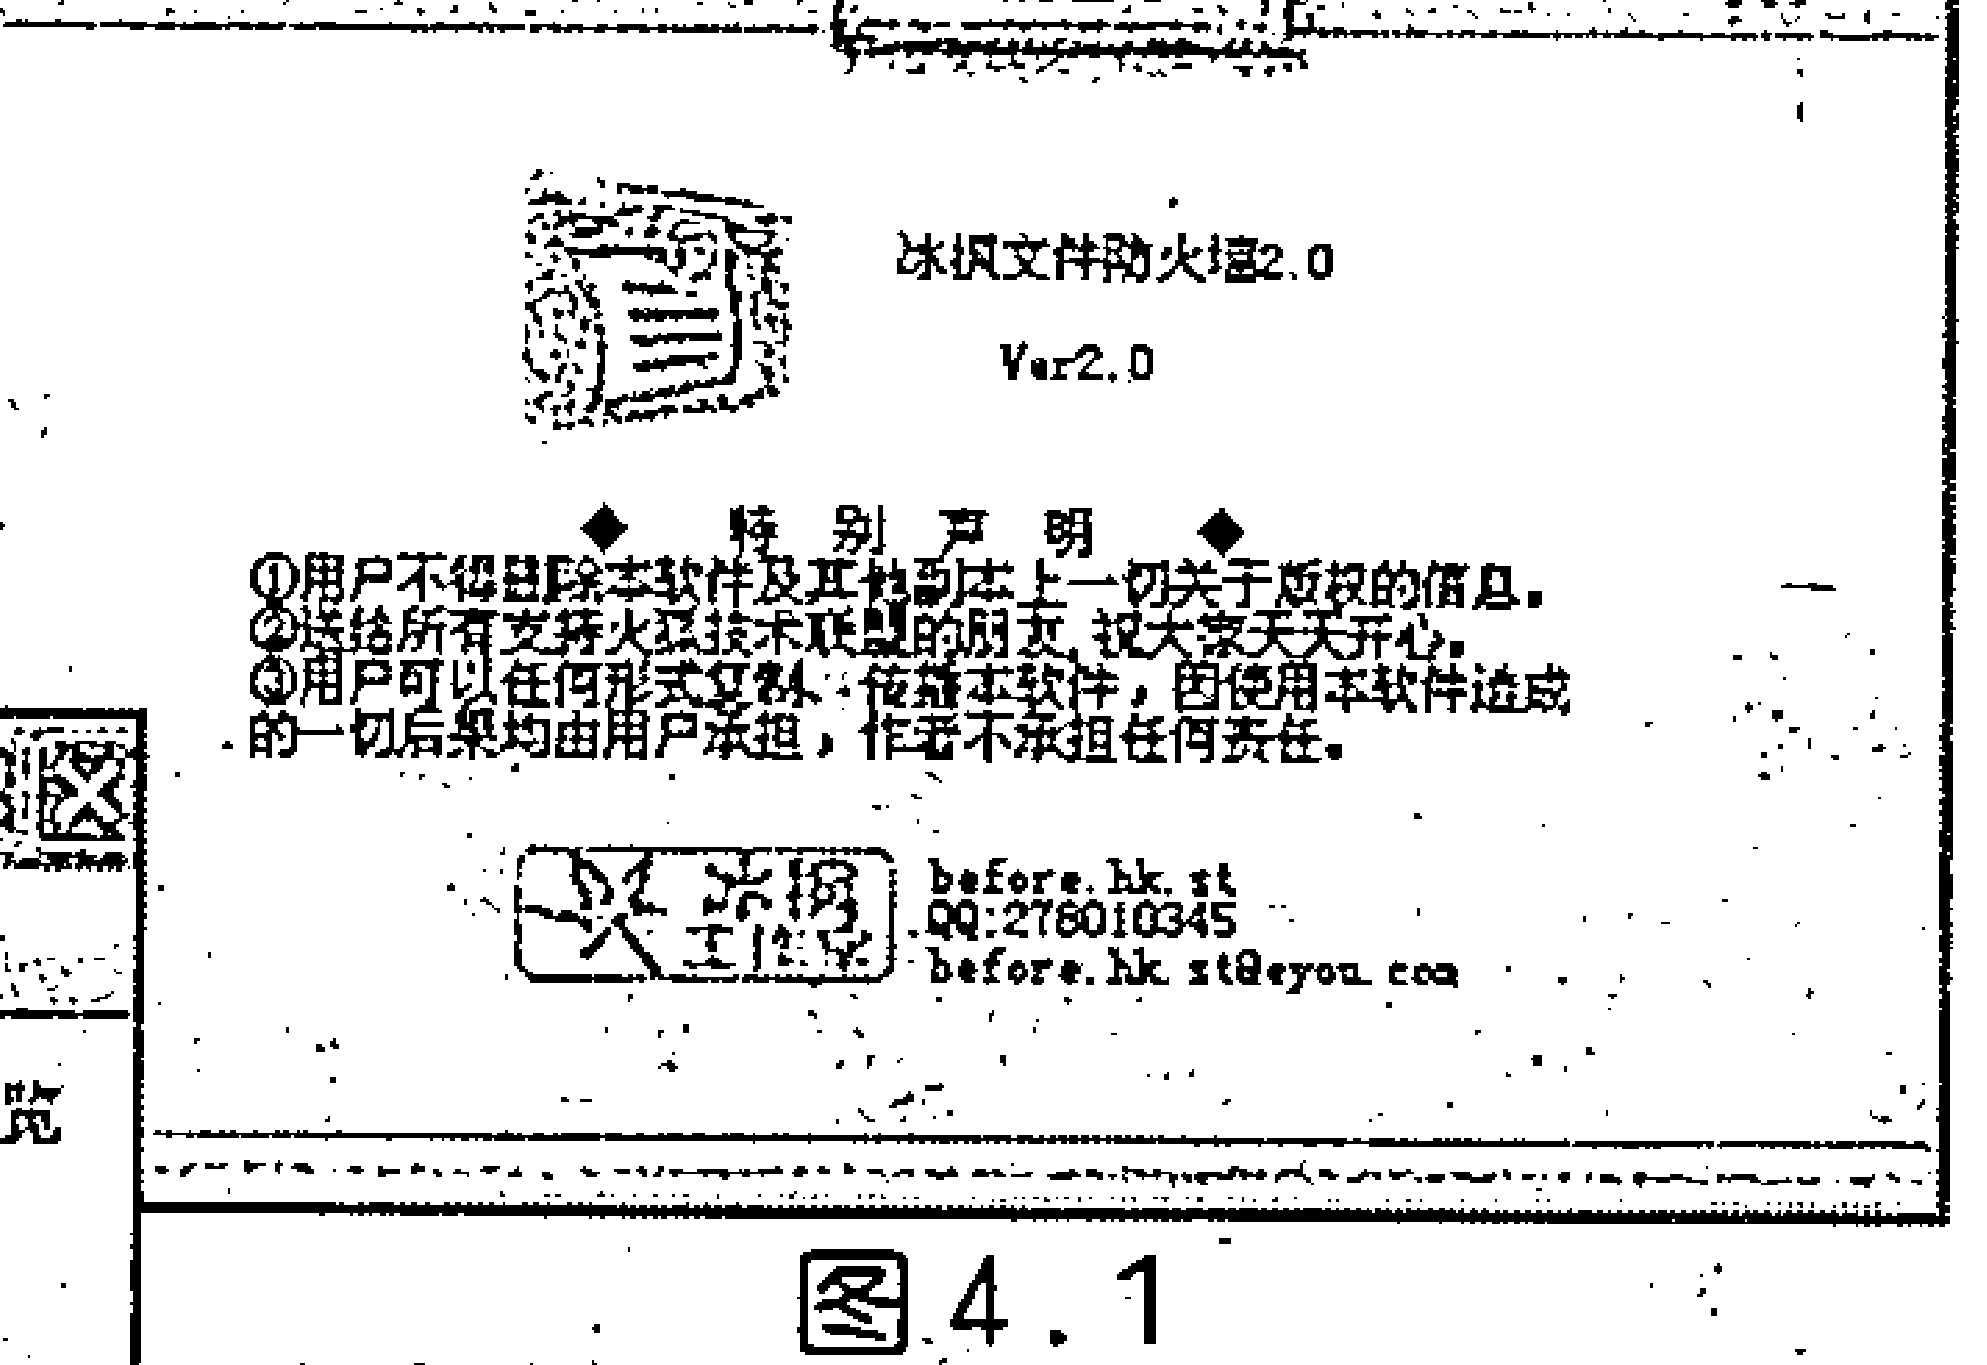 冰枫文件防火墙2.0
Ver2.0
◆ 特 别 声 明 ◆
①用户不得删除本软件及其他副本上一切关于版权的信息。
②送给所有支持火狐技术联盟的朋友,祝大家天天开心。
③用户可以任何形式复制、传播本软件，因使用本软件造成
的一切后果均由用户承担，作者不承担任何责任。
before.hk.st
QQ:276010345
before.hk.st@eyou.com
览
图4.1